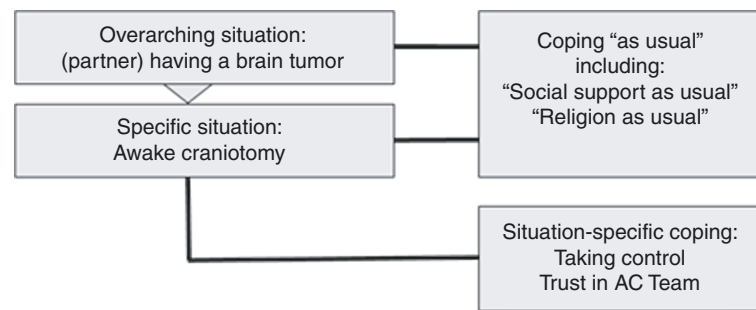 Overarching situation:
(partner) having a brain tumor
Coping “as usual”
including:
“Social support as usual”
“Religion as usual”
Specific situation:
Awake craniotomy
Situation-specific coping:
Taking control
Trust in AC Team